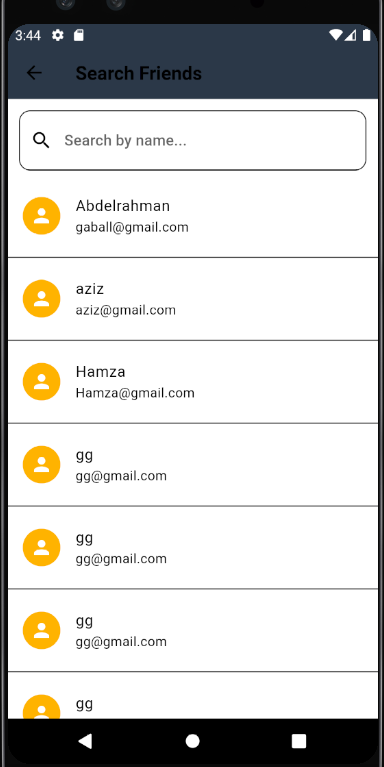 3:44
Search Friends
Search by name...
Abdelrahman
gaball@gmail.com
aziz
aziz@gmail.com
Hamza
Hamza@gmail.com
gg
gg@gmail.com
gg
gg@gmail.com
gg
gg@gmail.com
gg